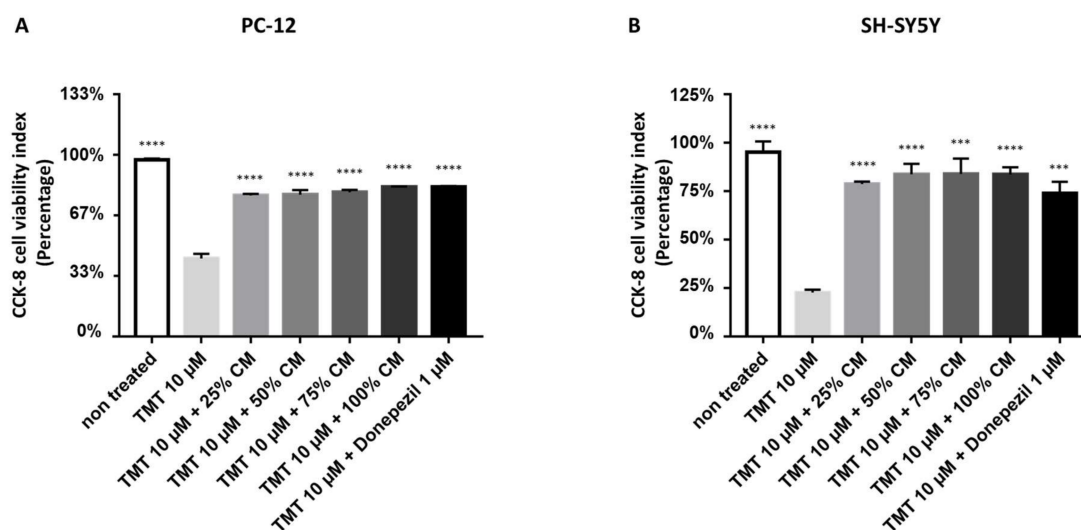 A
PC-12
CCK-8 cell viability index
(Percentage)
133%
100%
67%
33%
0%
****
****
****
****
****
****
non treated
TMT 10 µM
TMT 10 µM + 25% CM
TMT 10 µM + 50% CM
TMT 10 µM + 75% CM
TMT 10 µM + 100% CM
TMT 10 µM + Donepezil 1 µM
B
SH-SY5Y
CCK-8 cell viability index
(Percentage)
125%
100%
75%
50%
25%
0%
****
****
****
***
****
***
non treated
TMT 10 µM
TMT 10 µM + 25% CM
TMT 10 µM + 50% CM
TMT 10 µM + 75% CM
TMT 10 µM + 100% CM
TMT 10 µM + Donepezil 1 µM